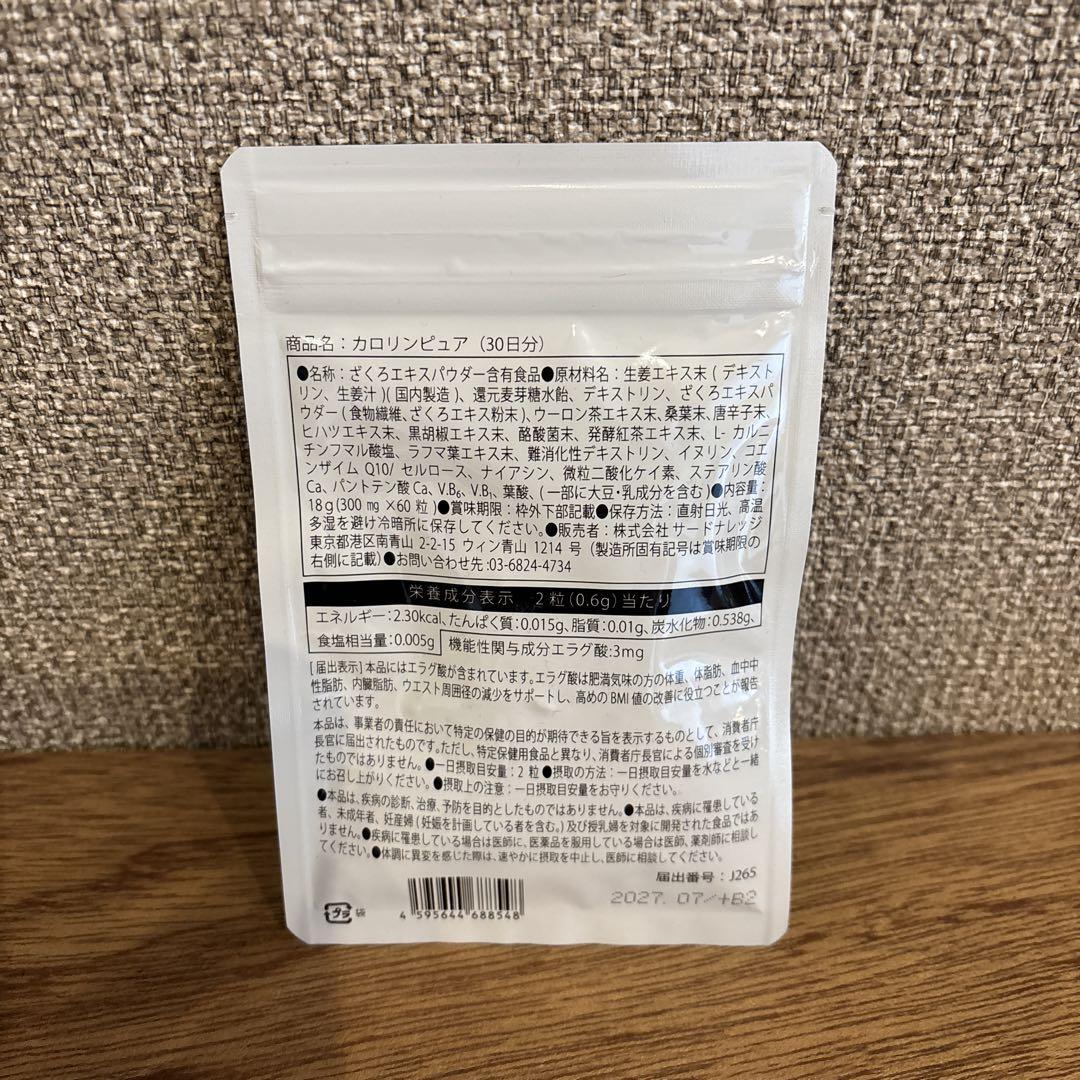 商品名：カロリンピュア（30日分）
●名称：ざくろエキスパウダー含有食品●原材料名：生姜エキス末 ( デキスト
リン、生姜汁 )( 国内製造 )、還元麦芽糖水飴、デキストリン、ざくろエキスパ
ウダー ( 食物繊維、ざくろエキス粉末 )、ウーロン茶エキス末、桑葉末、唐辛子末、
ヒハツエキス末、黒胡椒エキス末、酪酸菌末、発酵紅茶エキス末、L- カルニ
チンフマル酸塩、ラフマ葉エキス末、難消化性デキストリン、イヌリン、コエ
ンザイム Q10/ セルロース、ナイアシン、微粒二酸化ケイ素、ステアリン酸
Ca、パントテン酸 Ca、V.B₆、V.B₁、葉酸、( 一部に大豆・乳成分を含む )●内容量：
18g(300 mg ×60 粒 )●賞味期限：枠外下部記載●保存方法：直射日光、高温
多湿を避け冷暗所に保存してください。●販売者：株式会社 サードナレッジ
東京都港区南青山 2-2-15 ウィン青山 1214 号（製造所固有記号は賞味期限の
右側に記載）●お問い合わせ先 :03-6824-4734
栄養成分表示　2 粒（0.6g）当たり
エネルギー：2.30kcal、たんぱく質：0.015g、脂質：0.01g、炭水化物：0.538g、
食塩相当量：0.005g
機能性関与成分エラグ酸:3mg
[ 届出表示 ] 本品にはエラグ酸が含まれています。エラグ酸は肥満気味の方の体重、体脂肪、血中中
性脂肪、内臓脂肪、ウエスト周囲径の減少をサポートし、高めの BMI 値の改善に役立つことが報告
されています。
本品は、事業者の責任において特定の保健の目的が期待できる旨を表示するものとして、消費者庁
長官に届出されたものです。ただし、特定保健用食品と異なり、消費者庁長官による個別審査を受け
たものではありません。●一日摂取目安量：2 粒 ●摂取の方法：一日摂取目安量を水などと一緒
にお召し上がりください。●摂取上の注意：一日摂取目安量をお守りください。
●本品は、疾病の診断、治療、予防を目的としたものではありません。●本品は、疾病に罹患している
者、未成年者、妊産婦 ( 妊娠を計画している者を含む。) 及び授乳婦を対象に開発された食品ではあ
りません。●疾病に罹患している場合は医師に、医薬品を服用している場合は医師、薬剤師に相談し
てください。●体調に異変を感じた際は、速やかに摂取を中止し、医師に相談してください。
届出番号：J265
2027. 07/+B2
プラ 袋
4 595644 688548